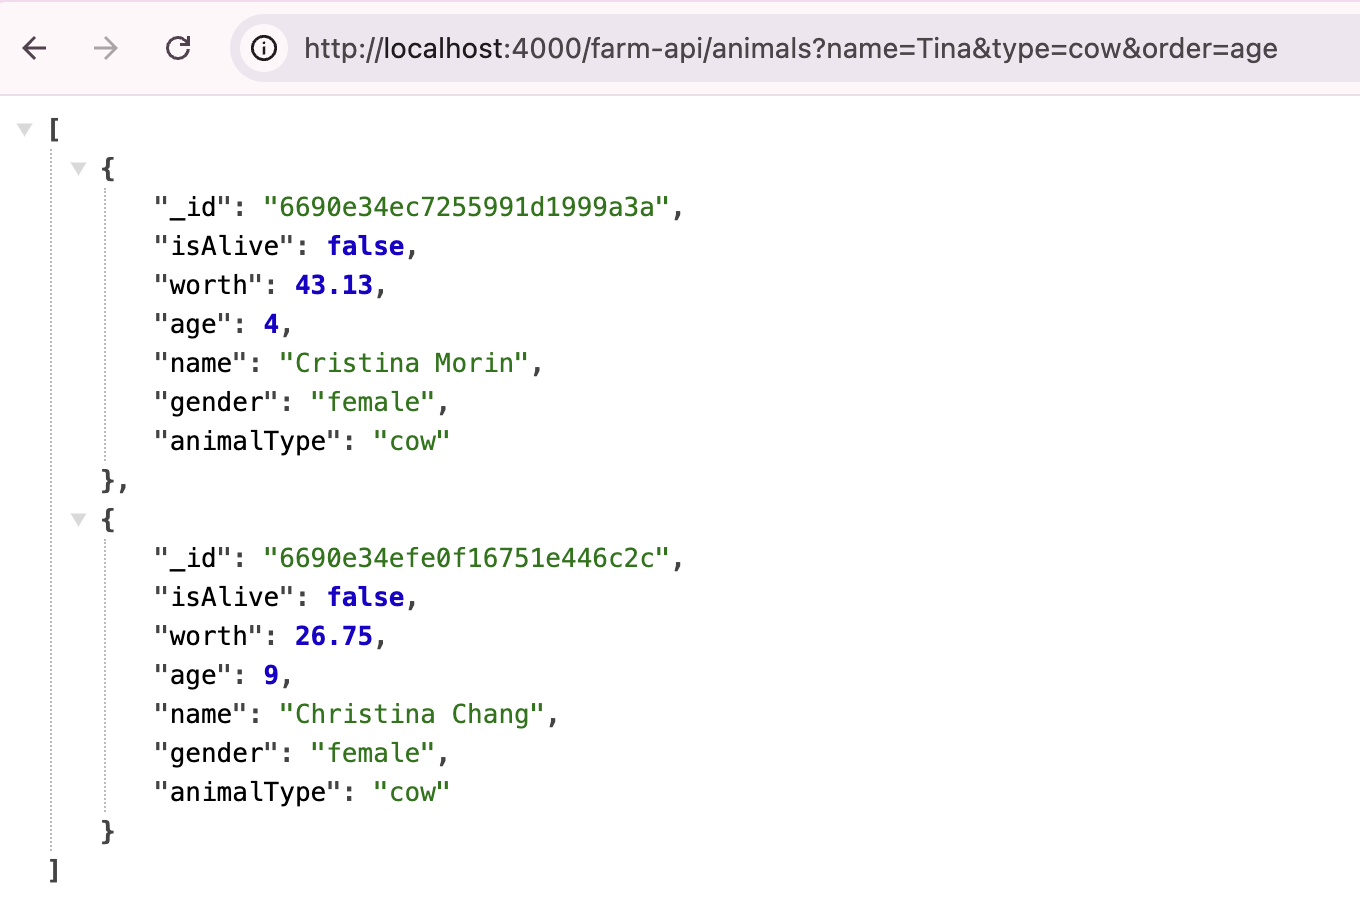 http://localhost:4000/farm-api/animals?name=Tina&type=cow&order=age
[
{
"_id": "6690e34ec7255991d1999a3a",
"isAlive": false,
"worth": 43.13,
"age": 4,
"name": "Cristina Morin",
"gender": "female",
"animalType": "cow"
},
{
"_id": "6690e34efe0f16751e446c2c",
"isAlive": false,
"worth": 26.75,
"age": 9,
"name": "Christina Chang",
"gender": "female",
"animalType": "cow"
}
]